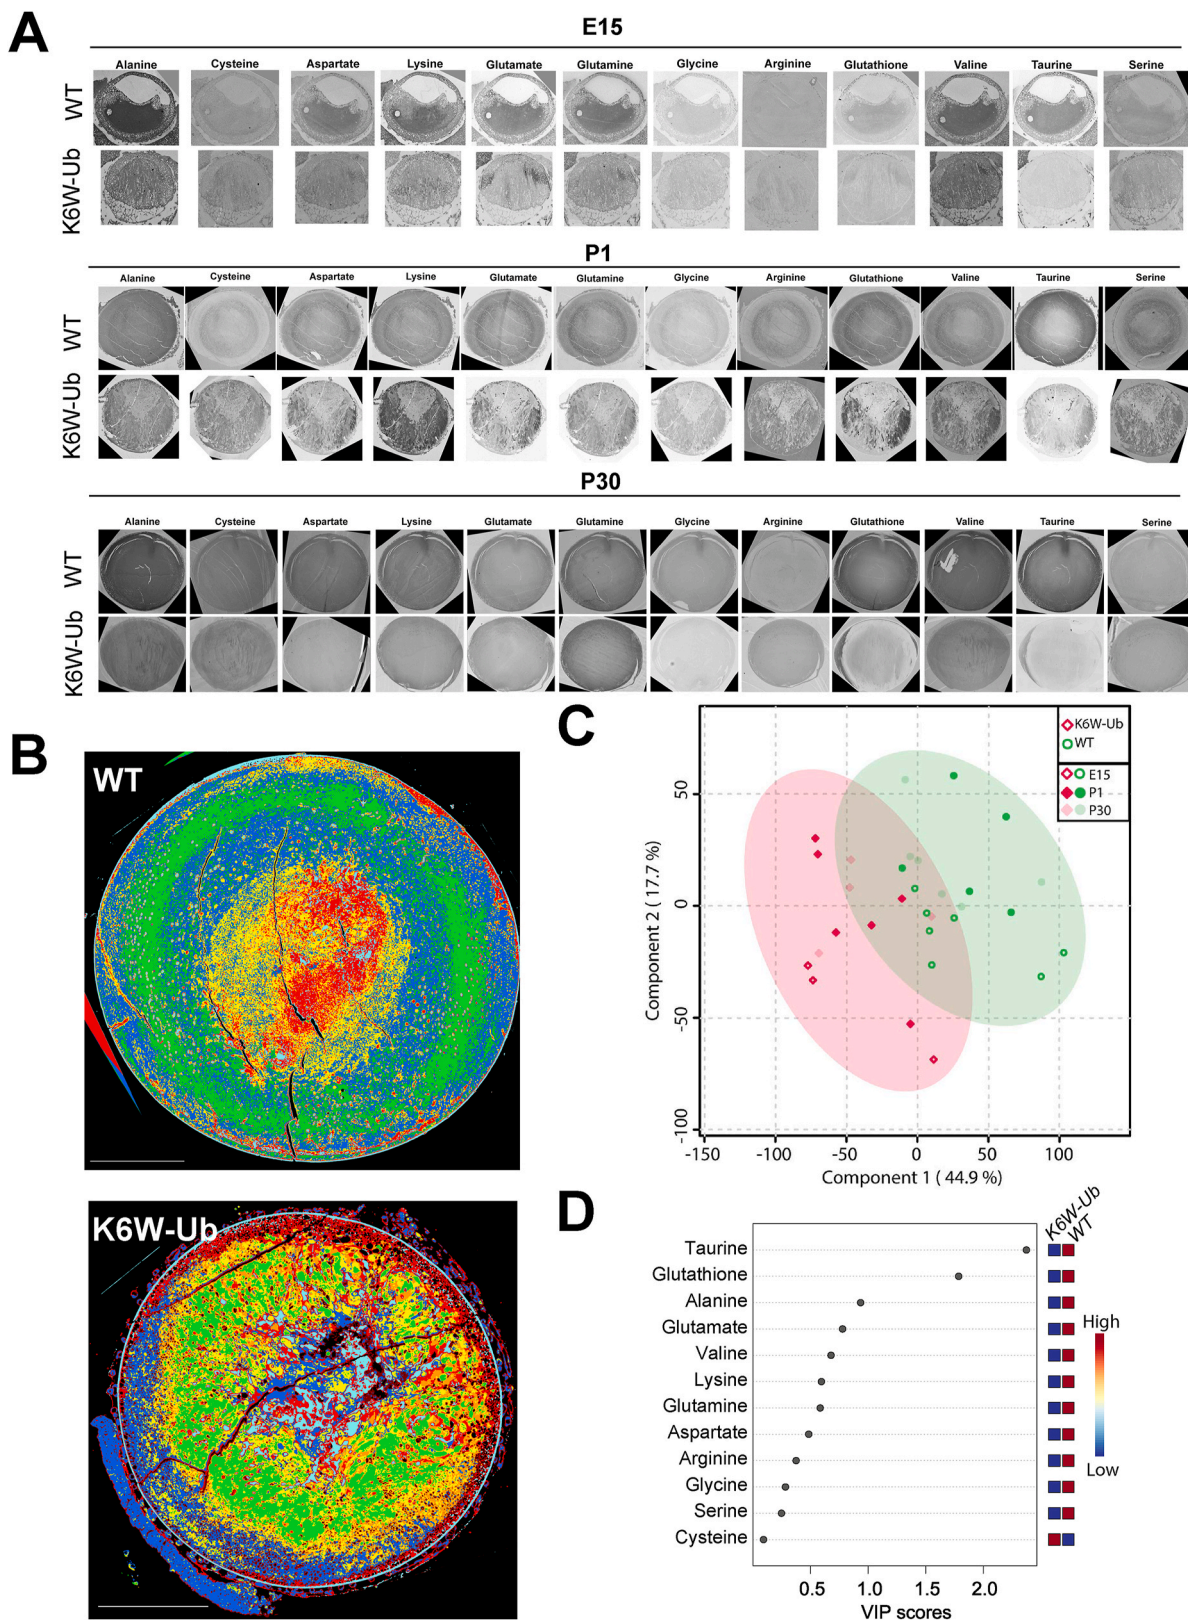 A
E15
Alanine Cysteine Aspartate Lysine Glutamate Glutamine Glycine Arginine Glutathione Valine Taurine Serine
WT
K6W-Ub
P1
Alanine Cysteine Aspartate Lysine Glutamate Glutamine Glycine Arginine Glutathione Valine Taurine Serine
WT
K6W-Ub
P30
Alanine Cysteine Aspartate Lysine Glutamate Glutamine Glycine Arginine Glutathione Valine Taurine Serine
WT
K6W-Ub
B
WT
K6W-Ub
C
K6W-Ub
WT
E15
P1
P30
50
0
-50
-100
Component 2 ( 17.7 %)
-150 -100 -50 0 50 100
Component 1 ( 44.9 %)
D
K6W-Ub
WT
Taurine
Glutathione
Alanine
Glutamate
Valine
Lysine
Glutamine
Aspartate
Arginine
Glycine
Serine
Cysteine
High
Low
0.5 1.0 1.5 2.0
VIP scores